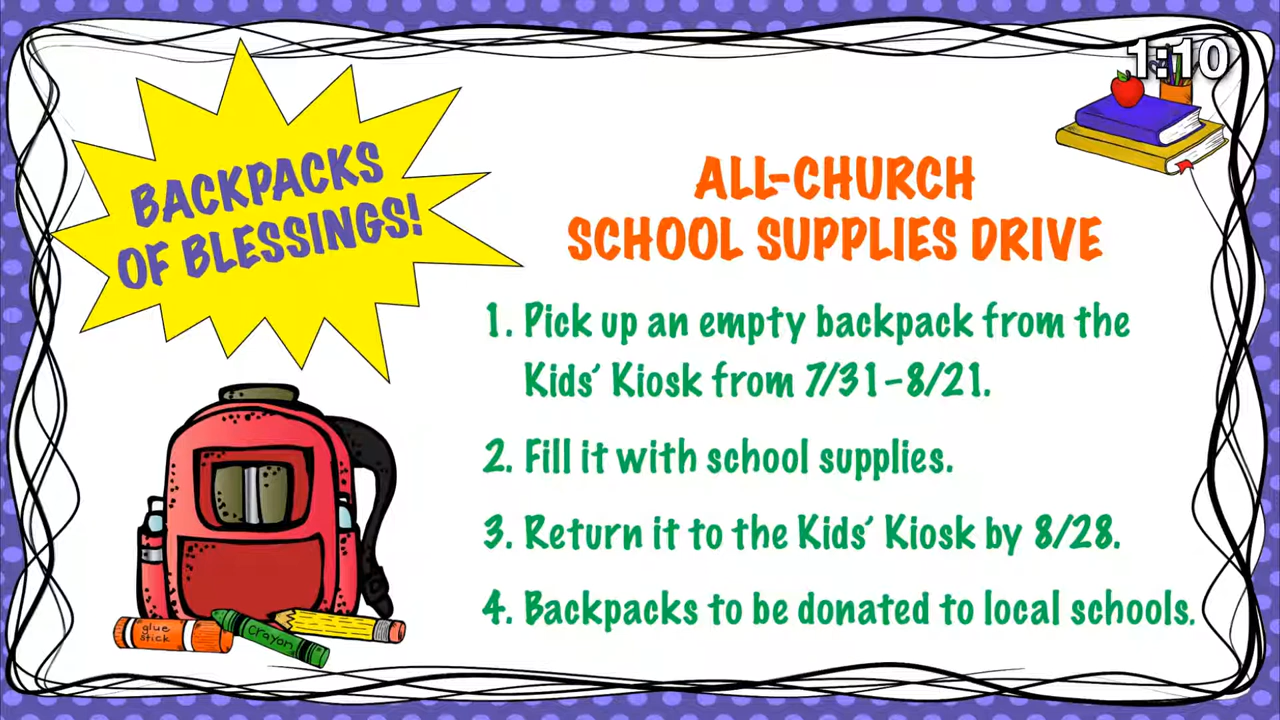 1:10
BACKPACKS
OF BLESSINGS!
ALL-CHURCH
SCHOOL SUPPLIES DRIVE
1. Pick up an empty backpack from the
Kids’ Kiosk from 7/31-8/21.
2. Fill it with school supplies.
3. Return it to the Kids’ Kiosk by 8/28.
4. Backpacks to be donated to local schools.
glue
stick
Crayon